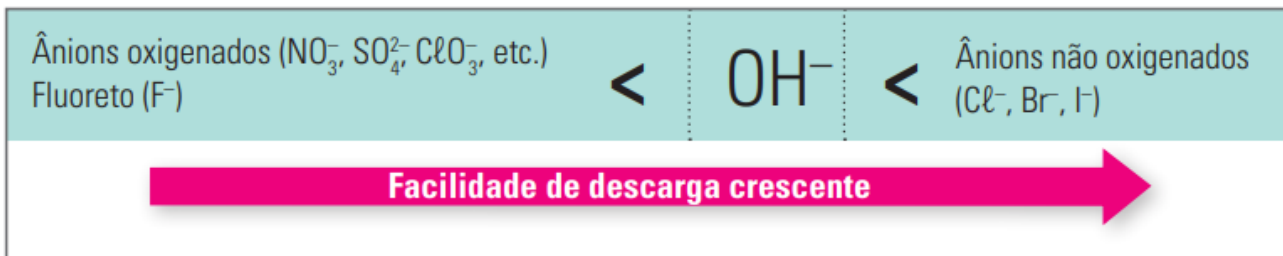 Ânions oxigenados (NO₃⁻, SO₄²⁻, CℓO₃⁻, etc.)
Fluoreto (F⁻)
<
OH⁻
<
Ânions não oxigenados
(Cℓ⁻, Br⁻, I⁻)
Facilidade de descarga crescente